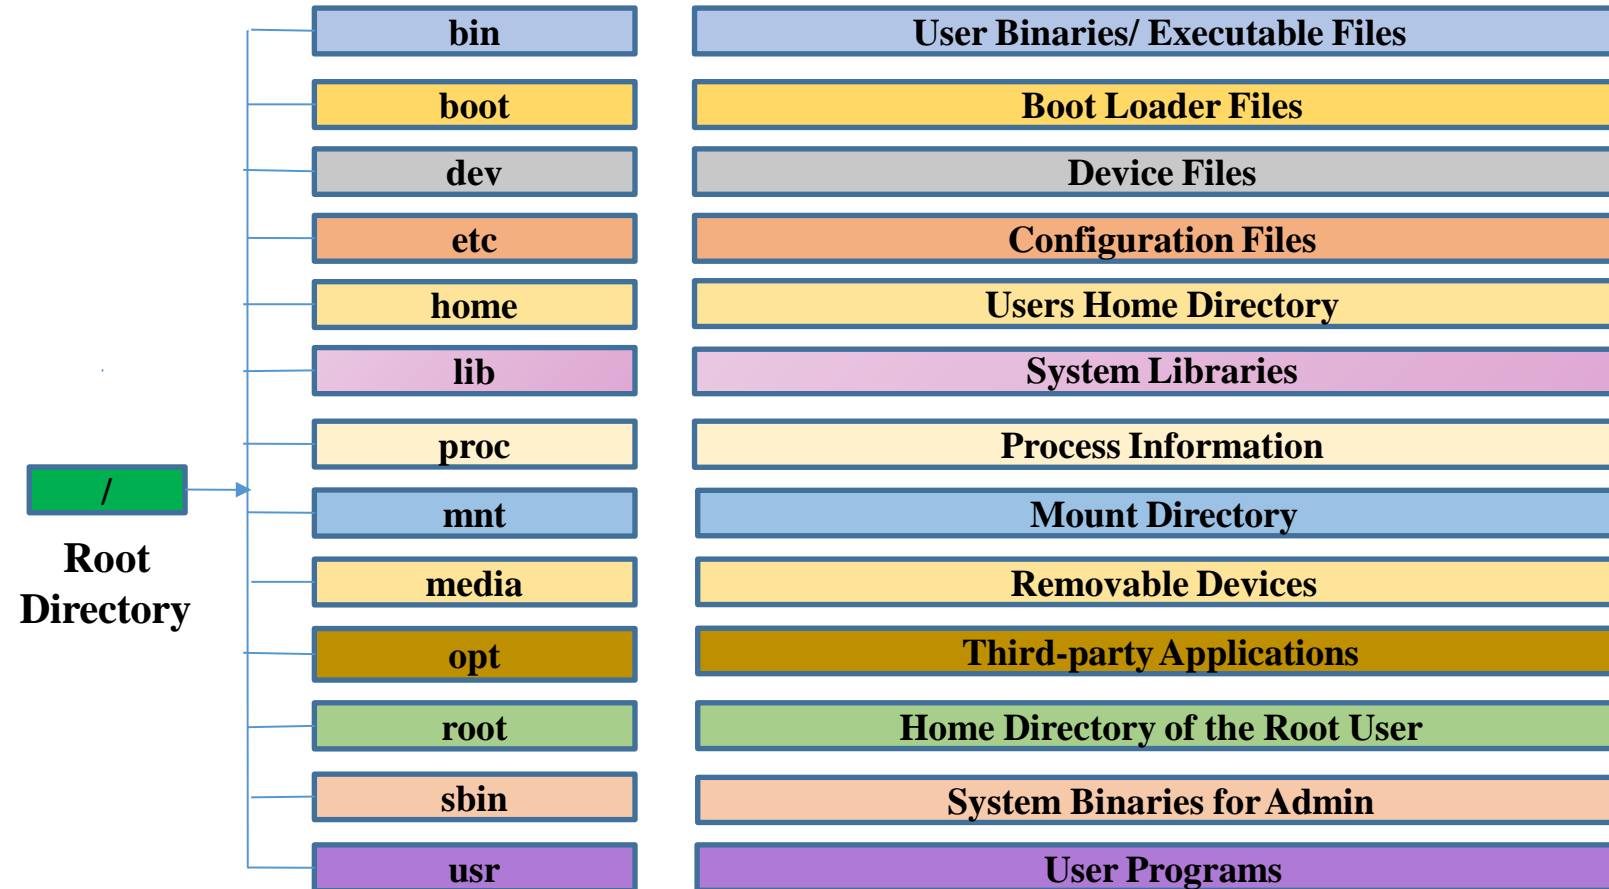 bin User Binaries/ Executable Files
boot Boot Loader Files
dev Device Files
etc Configuration Files
home Users Home Directory
lib System Libraries
proc Process Information
/
mnt Mount Directory
Root
Directory
media Removable Devices
opt Third-party Applications
root Home Directory of the Root User
sbin System Binaries for Admin
usr User Programs